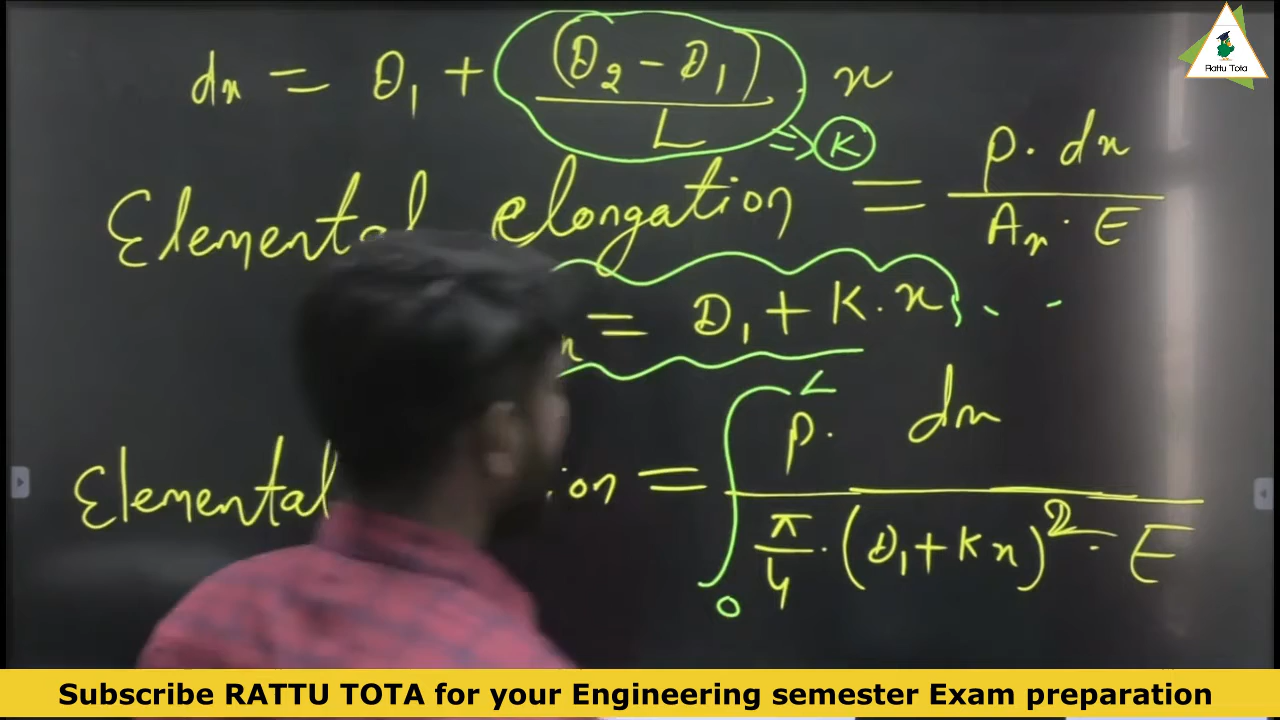 Rattu Tota
dx = D₁ + (D₂ - D₁)/L x
=> K
Elemental elongation = P. dx / Aₓ . E
x = D₁ + K. x
Elemental on = ∫₀ᴸ P. dx / π/4 . (D₁ + Kx)² . E
Subscribe RATTU TOTA for your Engineering semester Exam preparation